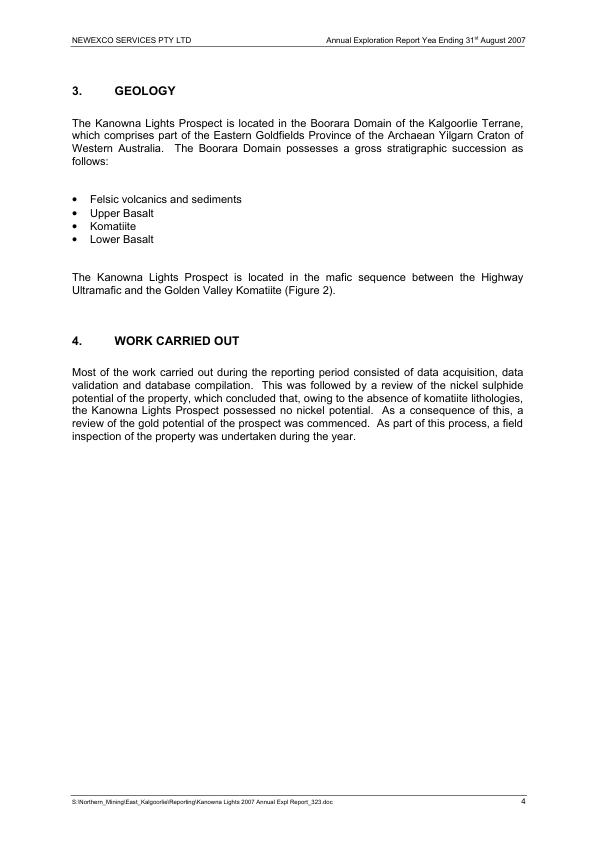 NEWEXCO SERVICES PTY LTD Annual Exploration Report Yea Ending 31st August 2007
3. GEOLOGY
The Kanowna Lights Prospect is located in the Boorara Domain of the Kalgoorlie Terrane,
which comprises part of the Eastern Goldfields Province of the Archaean Yilgarn Craton of
Western Australia. The Boorara Domain possesses a gross stratigraphic succession as
follows:
• Felsic volcanics and sediments
• Upper Basalt
• Komatiite
• Lower Basalt
The Kanowna Lights Prospect is located in the mafic sequence between the Highway
Ultramafic and the Golden Valley Komatiite (Figure 2).
4. WORK CARRIED OUT
Most of the work carried out during the reporting period consisted of data acquisition, data
validation and database compilation. This was followed by a review of the nickel sulphide
potential of the property, which concluded that, owing to the absence of komatiite lithologies,
the Kanowna Lights Prospect possessed no nickel potential. As a consequence of this, a
review of the gold potential of the prospect was commenced. As part of this process, a field
inspection of the property was undertaken during the year.
S:\Northern_Mining\East_Kalgoorlie\Reporting\Kanowna Lights 2007 Annual Expl Report_323.doc 4